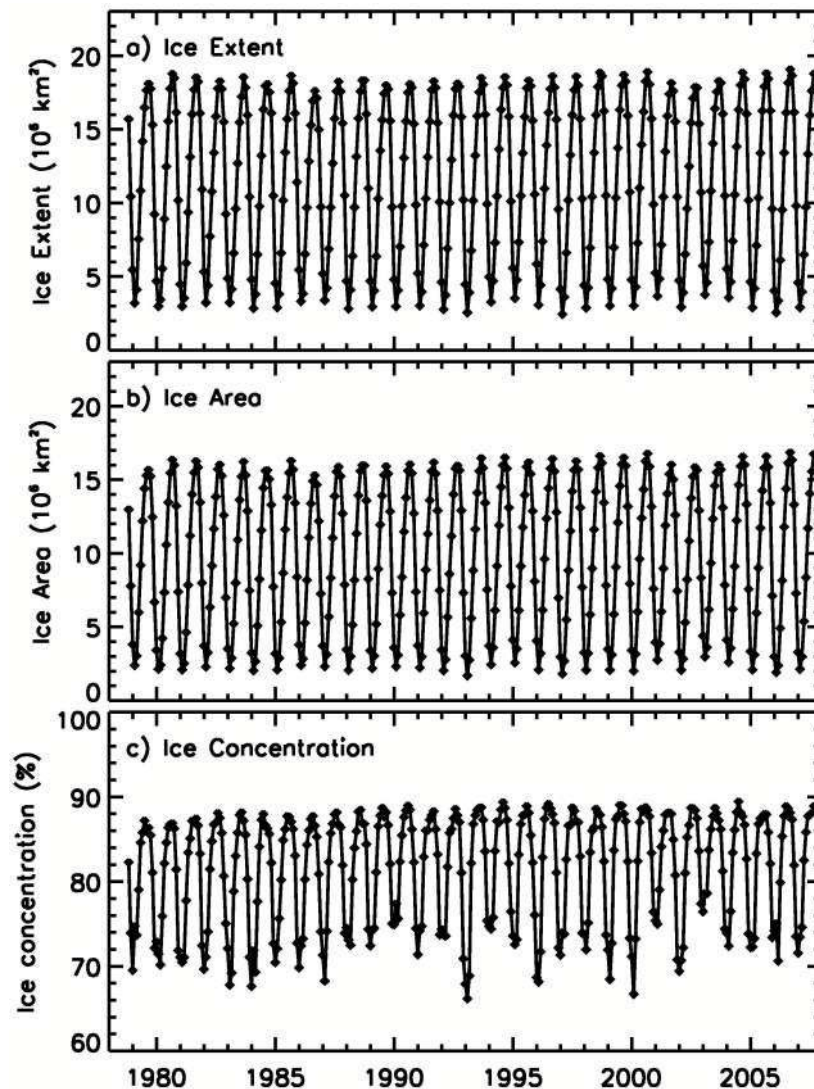 a) Ice Extent
20
15
10
5
0
Ice Extent (10⁶ km²)
b) Ice Area
20
15
10
5
0
Ice Area (10⁶ km²)
100
c) Ice Concentration
90
80
70
60
Ice concentration (%)
1980 1985 1990 1995 2000 2005